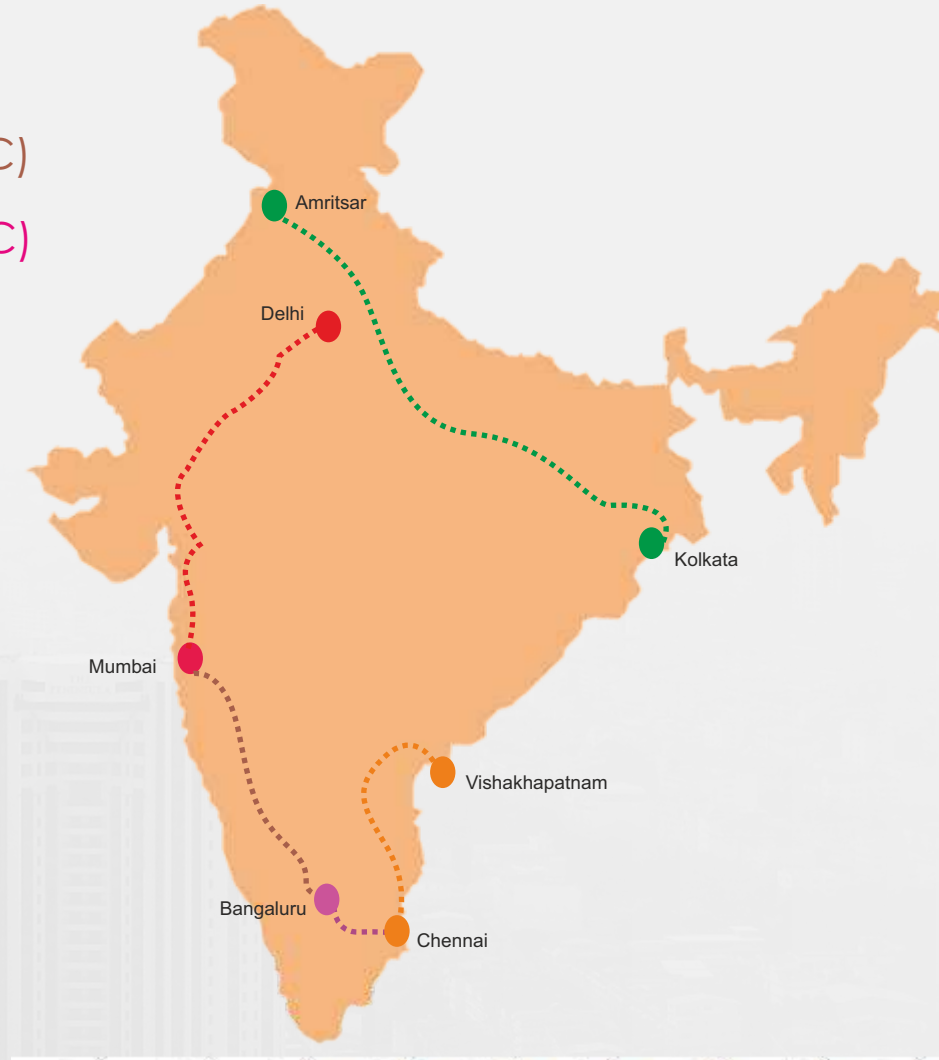 C)
Amritsar
C)
Delhi
Kolkata
Mumbai
Vishakhapatnam
Bangaluru
Chennai